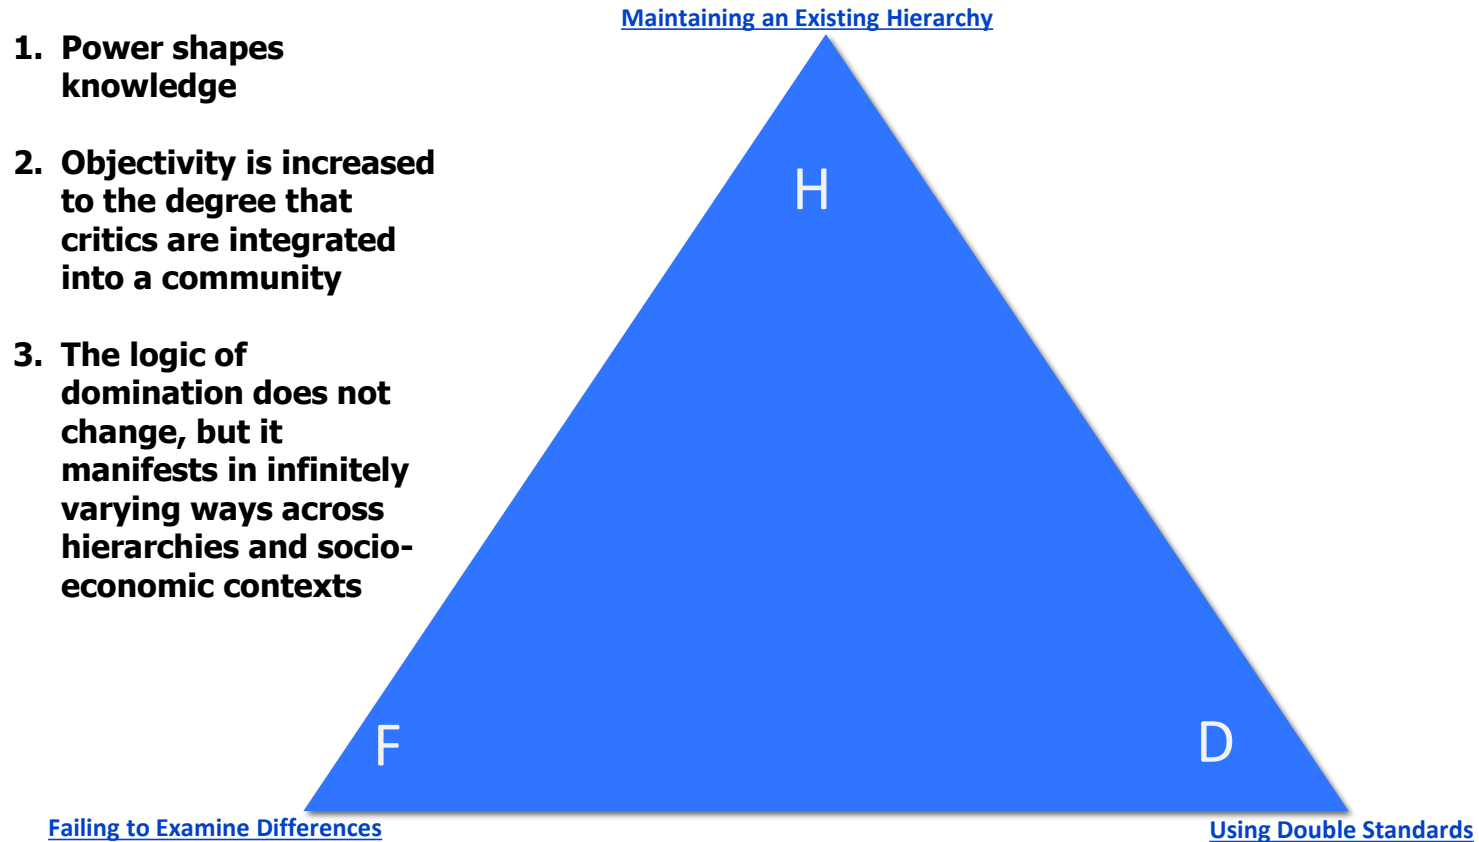 Maintaining an Existing Hierarchy
1. Power shapes
knowledge
2. Objectivity is increased
to the degree that
critics are integrated
into a community
3. The logic of
domination does not
change, but it
manifests in infinitely
varying ways across
hierarchies and socio-
economic contexts
H
F
D
Failing to Examine Differences
Using Double Standards